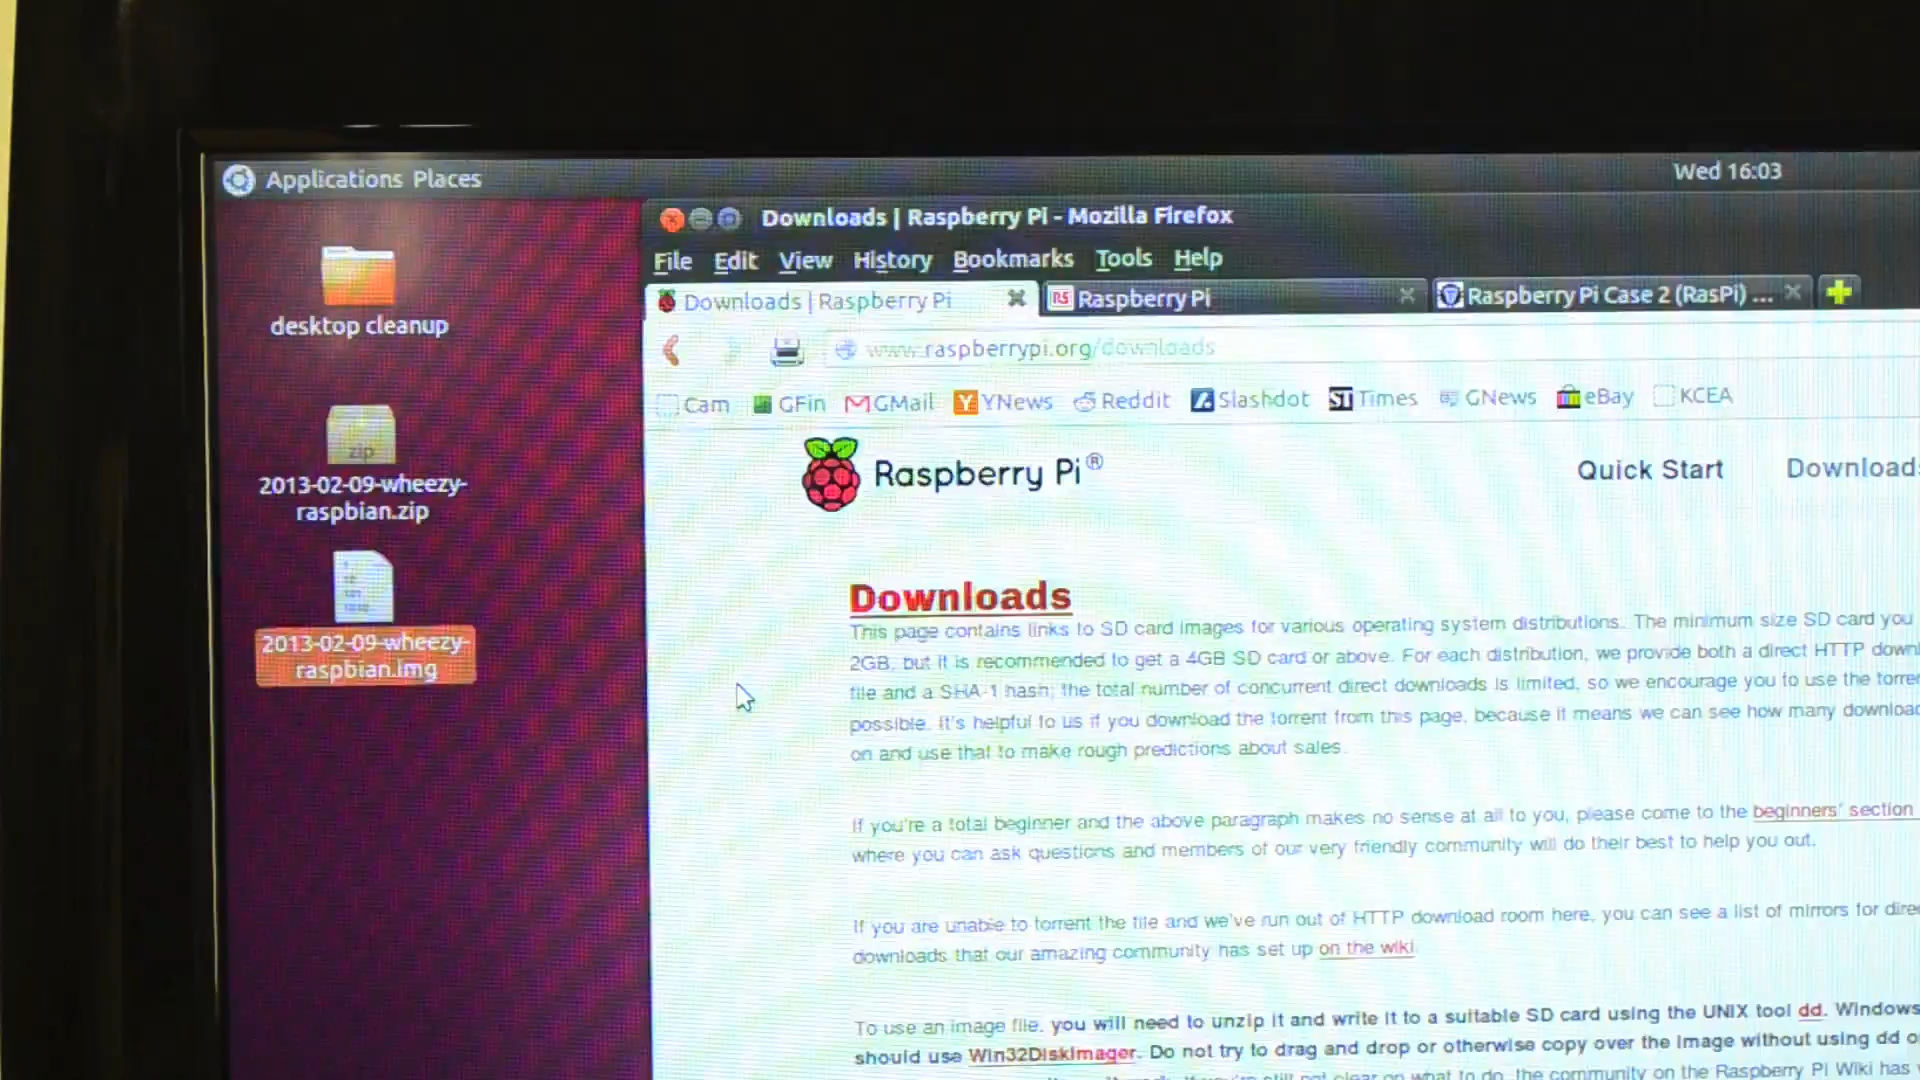 Applications Places
Wed 16:03
desktop cleanup
zip
2013-02-09-wheezy-
raspbian.zip
2013-02-09-wheezy-
raspbian.img
Downloads | Raspberry Pi - Mozilla Firefox
File Edit View History Bookmarks Tools Help
Downloads | Raspberry Pi
RS Raspberry Pi
Raspberry Pi Case 2 (RasPi) ...
www.raspberrypi.org/downloads
Cam GFin GMail YNews Reddit Slashdot ST Times GNews eBay KCEA
Raspberry Pi®
Quick Start Download
Downloads
This page contains links to SD card images for various operating system distributions. The minimum size SD card you
2GB, but it is recommended to get a 4GB SD card or above. For each distribution, we provide both a direct HTTP down
file and a SHA-1 hash; the total number of concurrent direct downloads is limited, so we encourage you to use the torre
possible. It's helpful to us if you download the torrent from this page, because it means we can see how many downloa
on and use that to make rough predictions about sales.
If you're a total beginner and the above paragraph makes no sense at all to you, please come to the beginners' section
where you can ask questions and members of our very friendly community will do their best to help you out.
If you are unable to torrent the file and we've run out of HTTP download room here, you can see a list of mirrors for dire
downloads that our amazing community has set up on the wiki.
To use an image file, you will need to unzip it and write it to a suitable SD card using the UNIX tool dd. Windows
should use Win32DiskImager. Do not try to drag and drop or otherwise copy over the image without using dd o
the community on the Raspberry Pi Wiki has